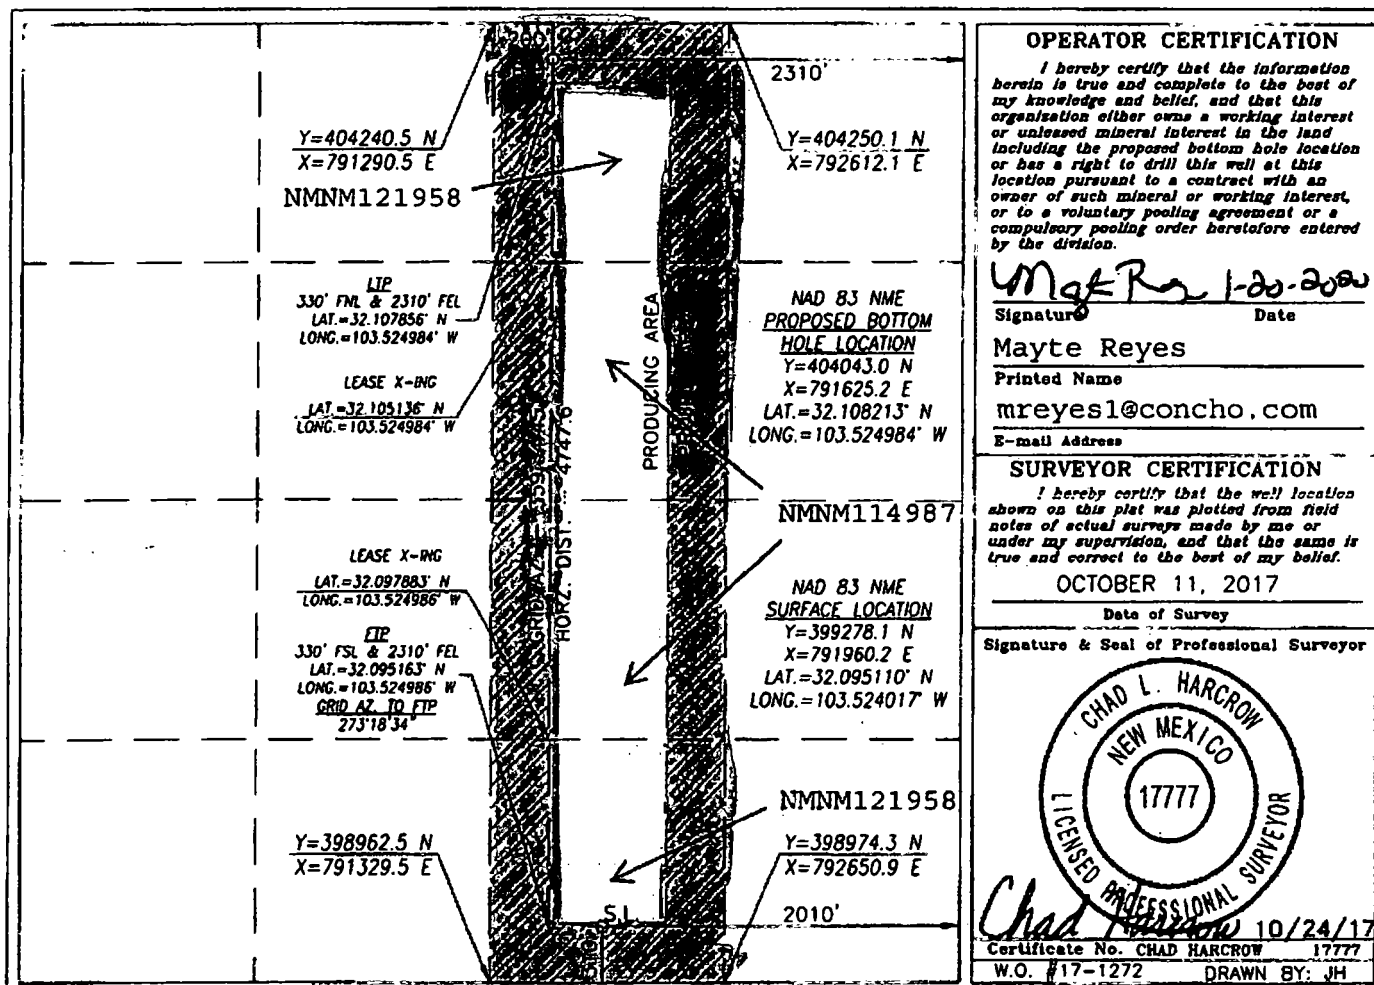 200'
2310'
Y=404240.5 N
X=791290.5 E
Y=404250.1 N
X=792612.1 E
NMNM121958
LTP
330' FNL & 2310' FEL
LAT.=32.107856° N
LONG.=103.524984° W
LEASE X-ING
LAT.=32.105136° N
LONG.=103.524984° W
NAD 83 NME
PROPOSED BOTTOM
HOLE LOCATION
Y=404043.0 N
X=791625.2 E
LAT.=32.108213° N
LONG.=103.524984° W
PRODUCING AREA
HORZ. DIST. 4747.6
GRID AZ.
NMNM114987
LEASE X-ING
LAT.=32.097883° N
LONG.=103.524986° W
FTP
330' FSL & 2310' FEL
LAT.=32.095163° N
LONG.=103.524986° W
GRID AZ. TO FTP
273°18'34"
NAD 83 NME
SURFACE LOCATION
Y=399278.1 N
X=791960.2 E
LAT.=32.095110° N
LONG.=103.524017° W
NMNM121958
Y=398962.5 N
X=791329.5 E
Y=398974.3 N
X=792650.9 E
S.L.
2010'
OPERATOR CERTIFICATION
I hereby certify that the information
herein is true and complete to the best of
my knowledge and belief, and that this
organization either owns a working interest
or unleased mineral interest in the land
including the proposed bottom hole location
or has a right to drill this well at this
location pursuant to a contract with an
owner of such mineral or working interest,
or to a voluntary pooling agreement or a
compulsory pooling order heretofore entered
by the division.
1-20-2020
Signature Date
Mayte Reyes
Printed Name
mreyes1@concho.com
E-mail Address
SURVEYOR CERTIFICATION
I hereby certify that the well location
shown on this plat was plotted from field
notes of actual surveys made by me or
under my supervision, and that the same is
true and correct to the best of my belief.
OCTOBER 11, 2017
Date of Survey
Signature & Seal of Professional Surveyor
CHAD L. HARCROW
NEW MEXICO
17777
LICENSED PROFESSIONAL SURVEYOR
Chad Harcrow 10/24/17
Certificate No. CHAD HARCROW 17777
W.O. #17-1272 DRAWN BY: JH